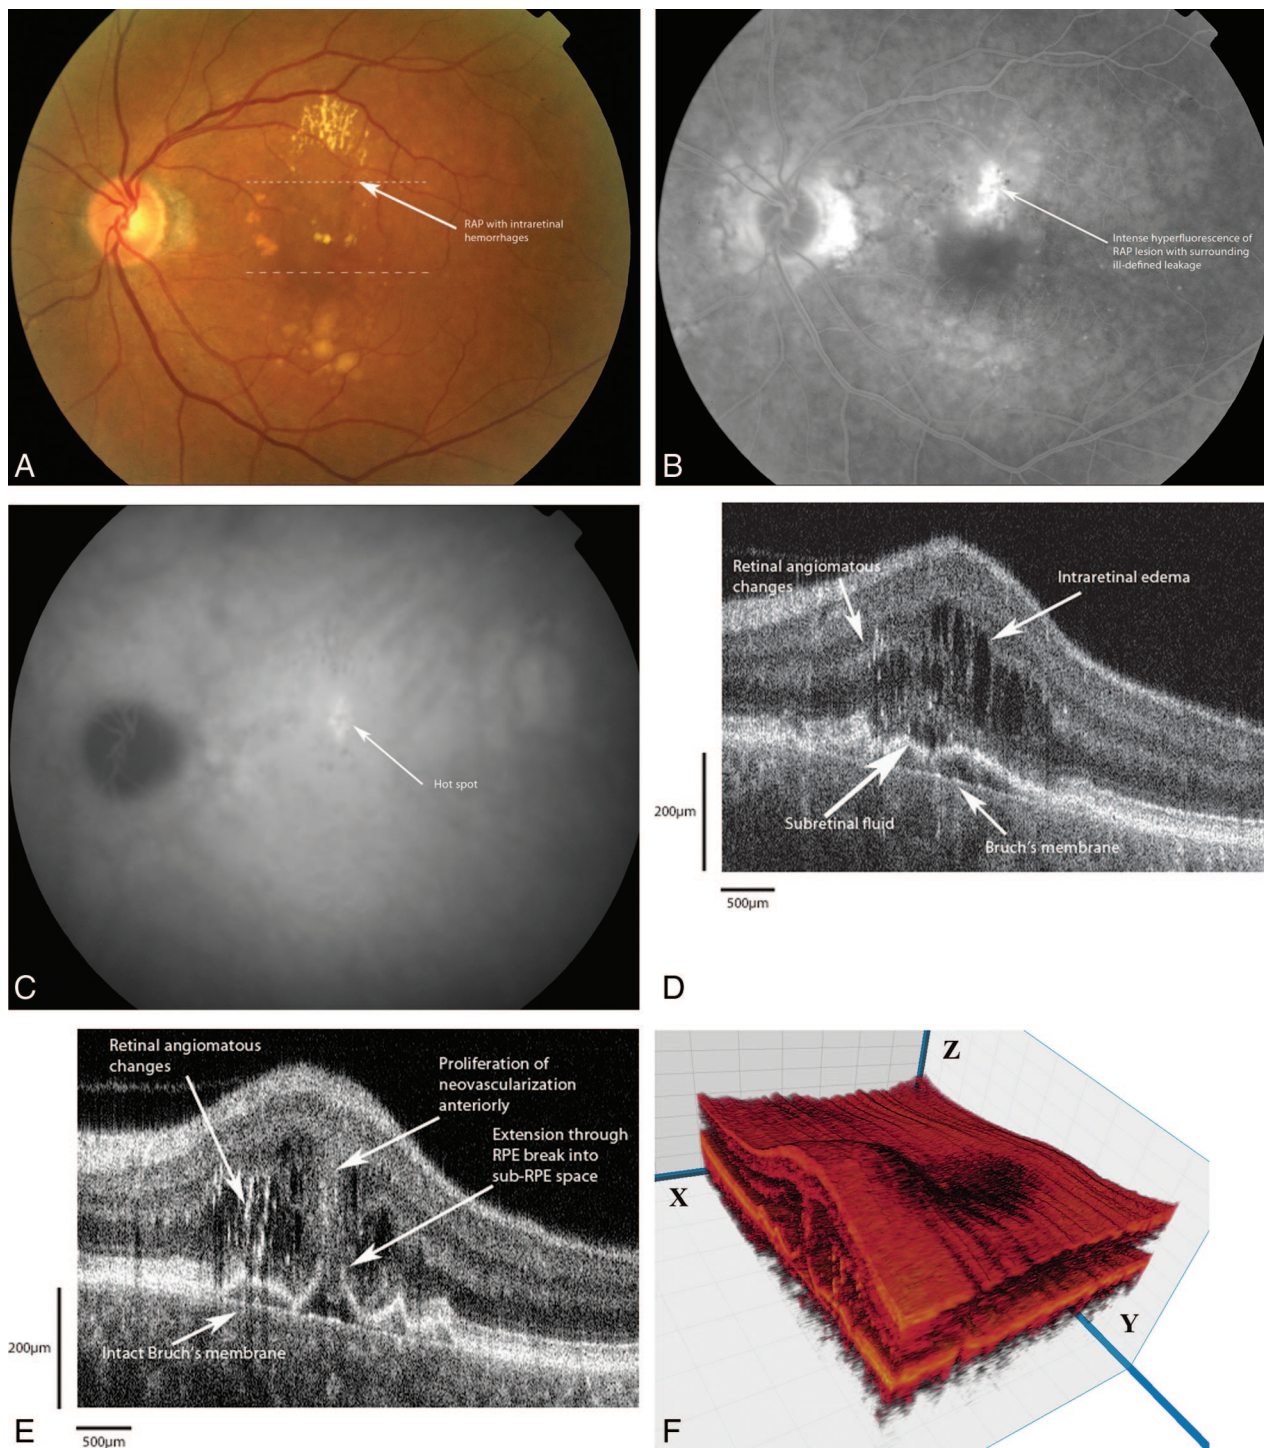 RAP with intraretinal
hemorrhages
A
Intense hyperfluorescence of
RAP lesion with surrounding
ill-defined leakage
B
Hot spot
C
Retinal angiomatous
changes
Intraretinal edema
Subretinal fluid
Bruch's membrane
200µm
500µm
D
Retinal angiomatous
changes
Proliferation of
neovascularization
anteriorly
Extension through
RPE break into
sub-RPE space
Intact Bruch's membrane
200µm
500µm
E
Z
X
Y
F